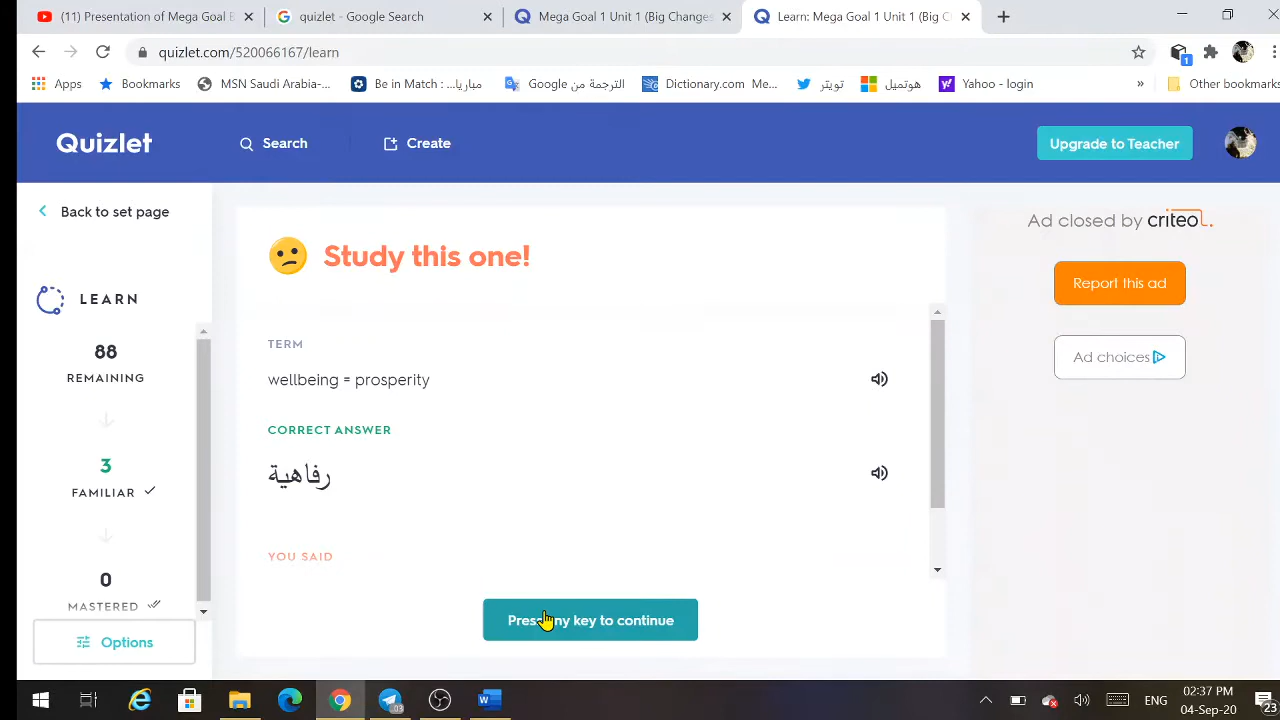 (11) Presentation of Mega Goal E
quizlet - Google Search
Mega Goal 1 Unit 1 (Big Changes
Learn: Mega Goal 1 Unit 1 (Big C
quizlet.com/520066167/learn
1
Apps
Bookmarks
MSN Saudi Arabia-...
Be in Match : مباريا...
الترجمة من Google
Dictionary.com Me...
تويتر
هوتميل
Yahoo - login
»
Other bookmarks
Quizlet
Search
Create
Upgrade to Teacher
Back to set page
LEARN
88
REMAINING
3
FAMILIAR
0
MASTERED
Options
Study this one!
TERM
wellbeing = prosperity
CORRECT ANSWER
رفاهية
YOU SAID
Press any key to continue
Ad closed by criteo.
Report this ad
Ad choices
ENG
02:37 PM
04-Sep-20
23